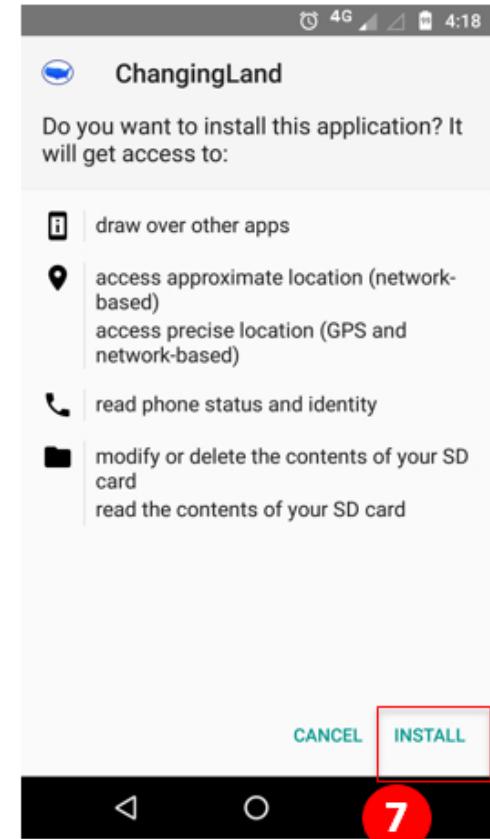 4G 4:18
ChangingLand
Do you want to install this application? It
will get access to:
draw over other apps
access approximate location (network-
based)
access precise location (GPS and
network-based)
read phone status and identity
modify or delete the contents of your SD
card
read the contents of your SD card
CANCEL INSTALL
7